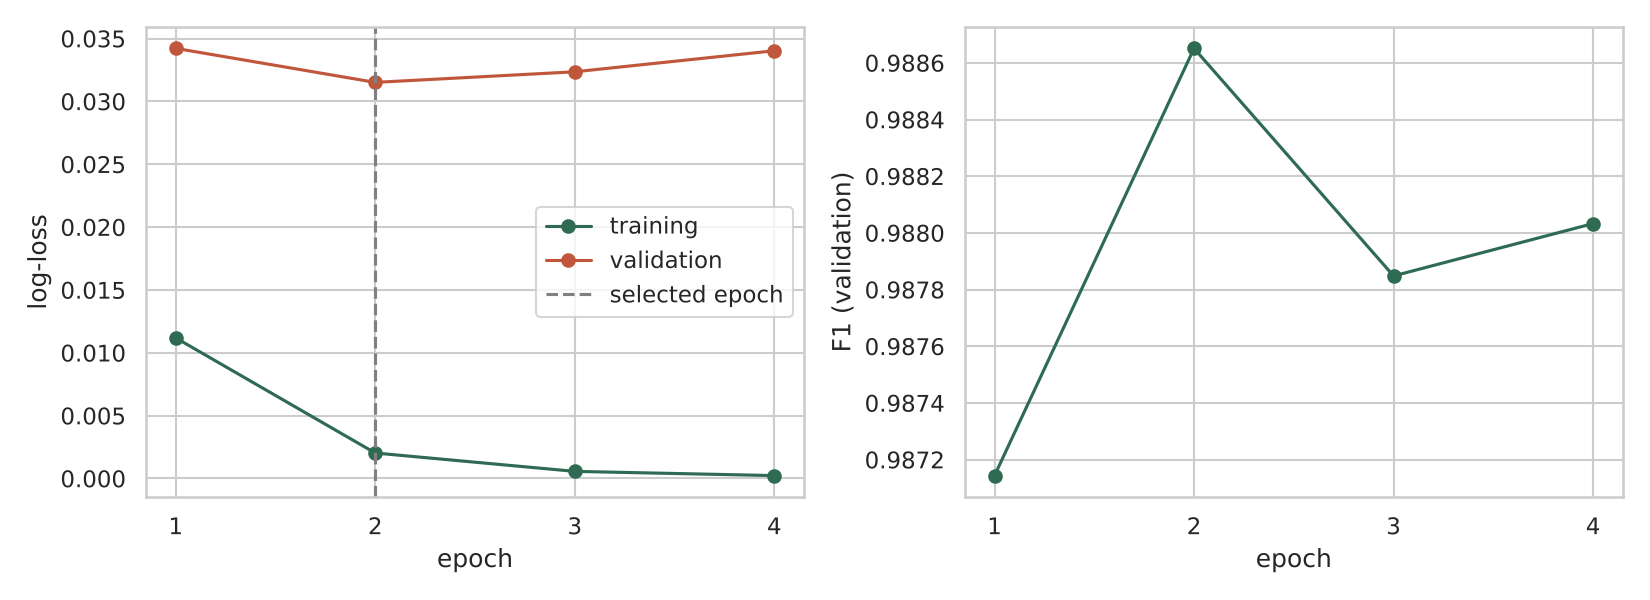 0.035
0.030
0.025
0.020
0.015
0.010
0.005
0.000
log-loss
1 2 3 4
epoch
training
validation
selected epoch
0.9886
0.9884
0.9882
0.9880
0.9878
0.9876
0.9874
0.9872
F1 (validation)
1 2 3 4
epoch